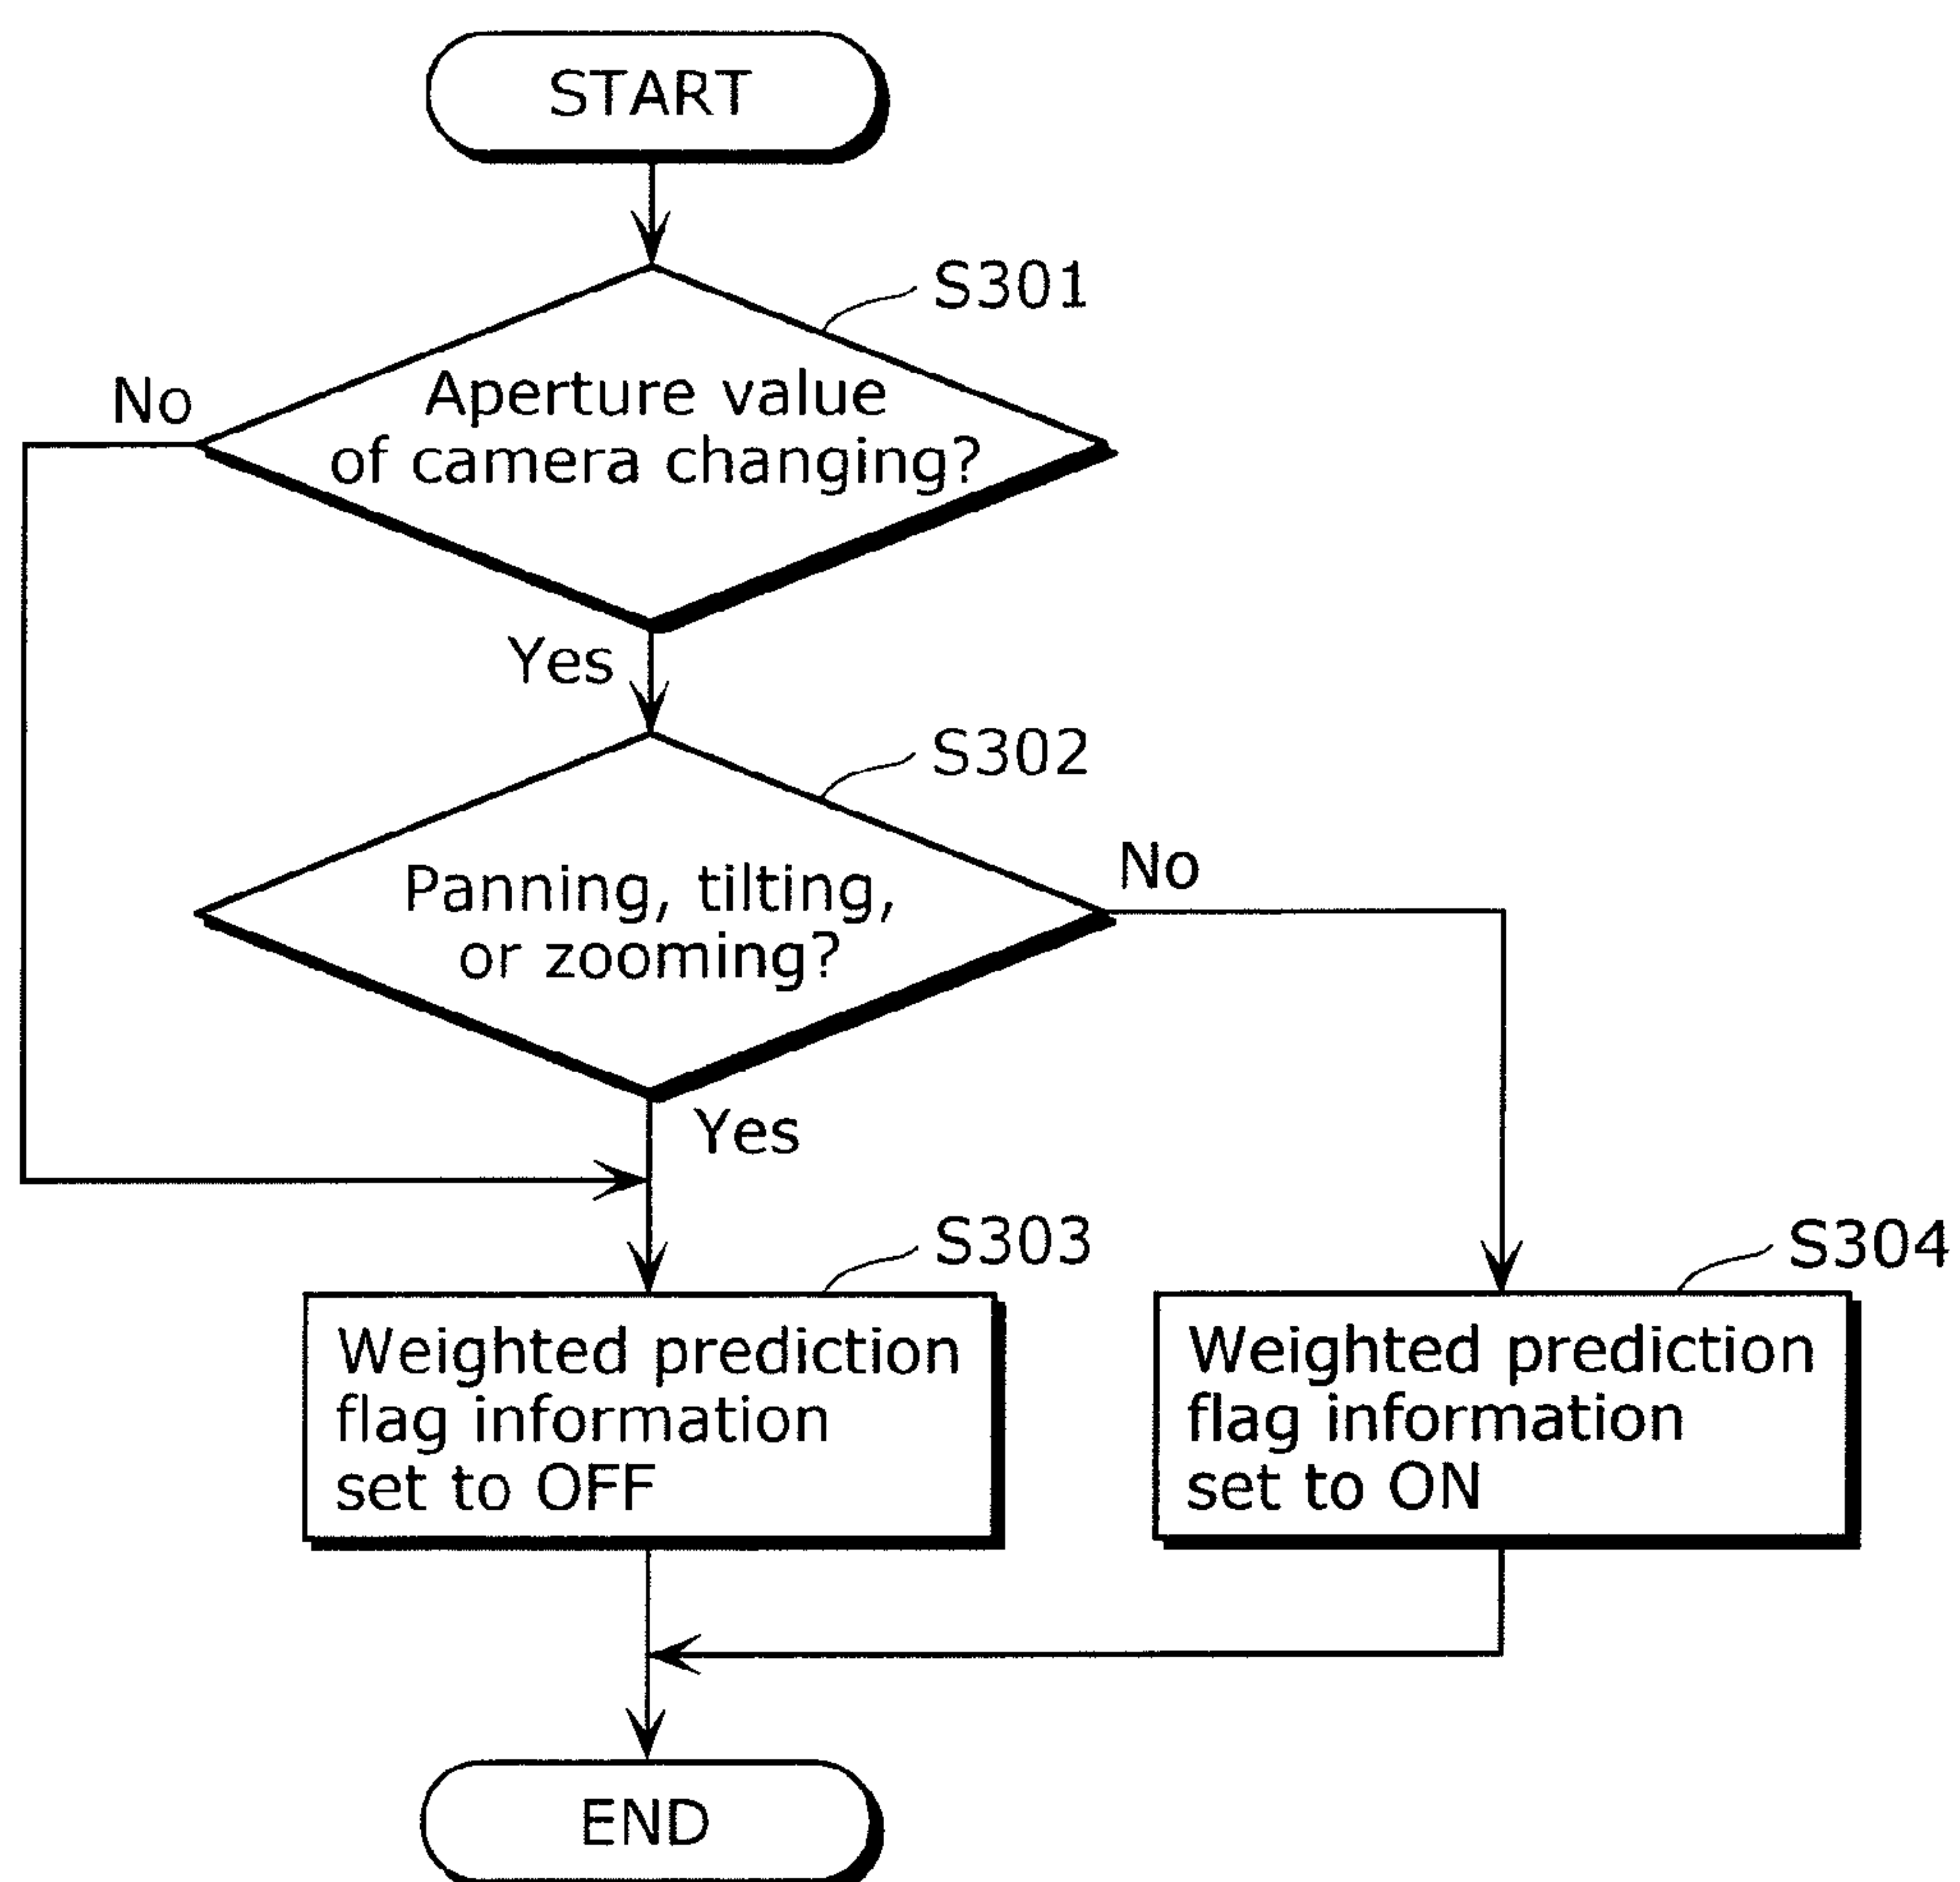 START
S301
No
Aperture value
of camera changing?
Yes
S302
No
Panning, tilting,
or zooming?
Yes
S303
S304
Weighted prediction
flag information
set to OFF
Weighted prediction
flag information
set to ON
END